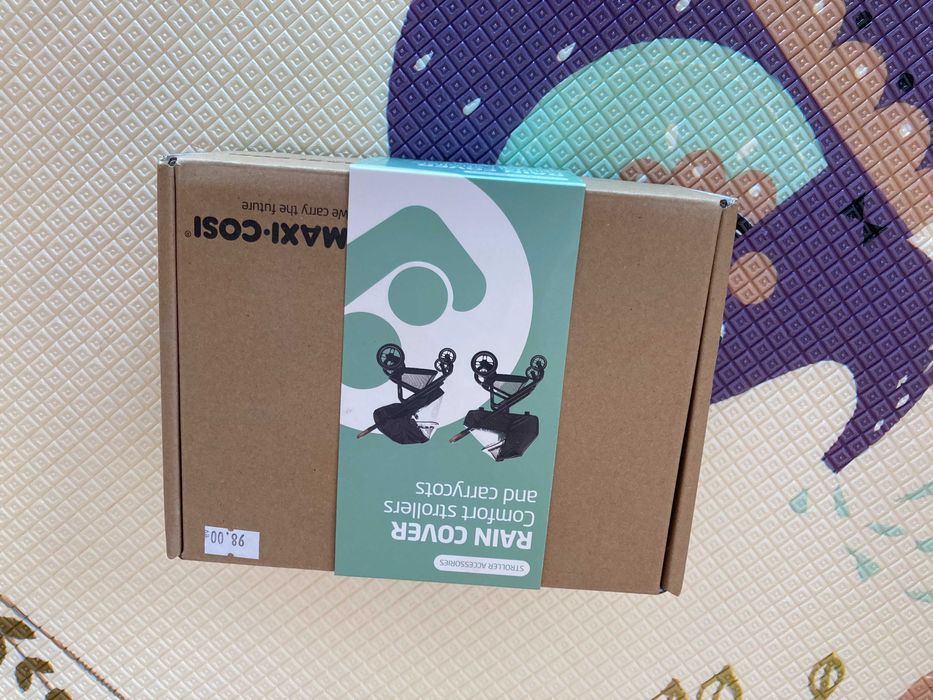 STROLLER ACCESSORIES
RAIN COVER
Comfort strollers
and carrycots
98.00
MAXI·COSI®
We carry the future.